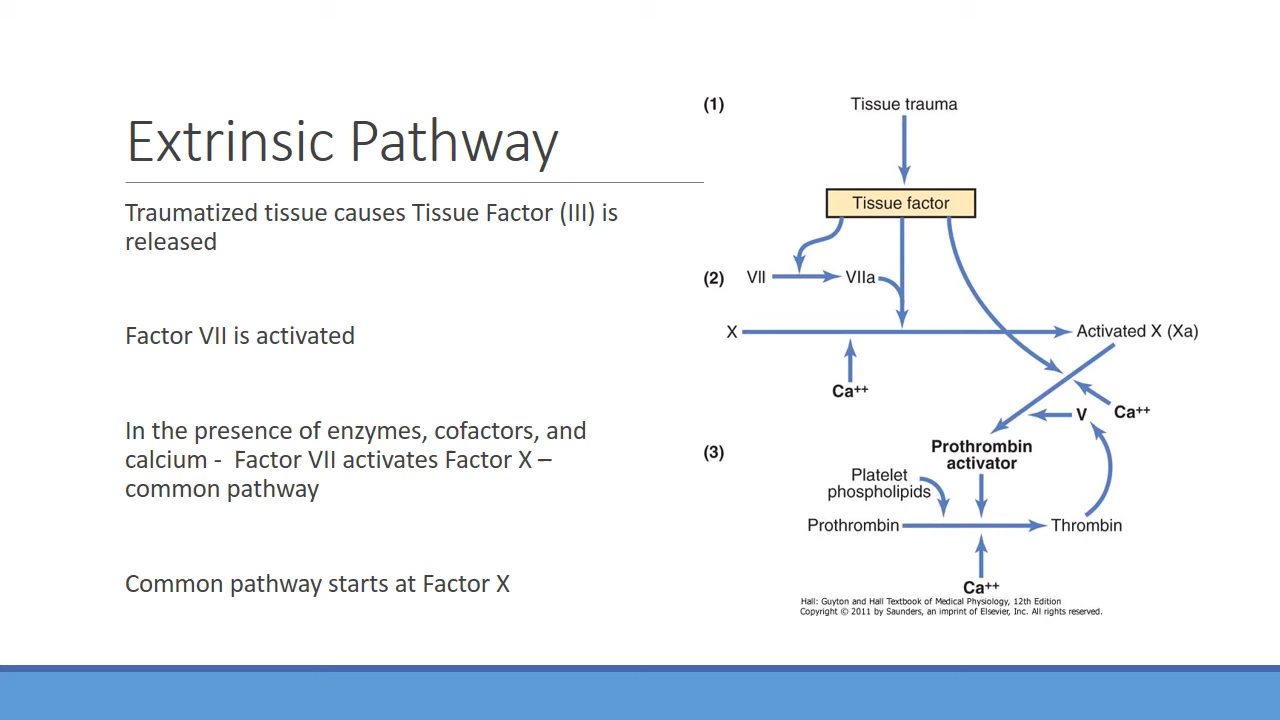 Extrinsic Pathway
Traumatized tissue causes Tissue Factor (III) is
released
Factor VII is activated
In the presence of enzymes, cofactors, and
calcium -  Factor VII activates Factor X –
common pathway
Common pathway starts at Factor X
(1)
Tissue trauma
Tissue factor
(2)
VII
VIIa
X
Activated X (Xa)
Ca++
V
Ca++
(3)
Prothrombin
activator
Platelet
phospholipids
Prothrombin
Thrombin
Ca++
Hall: Guyton and Hall Textbook of Medical Physiology, 12th Edition
Copyright © 2011 by Saunders, an imprint of Elsevier, Inc. All rights reserved.